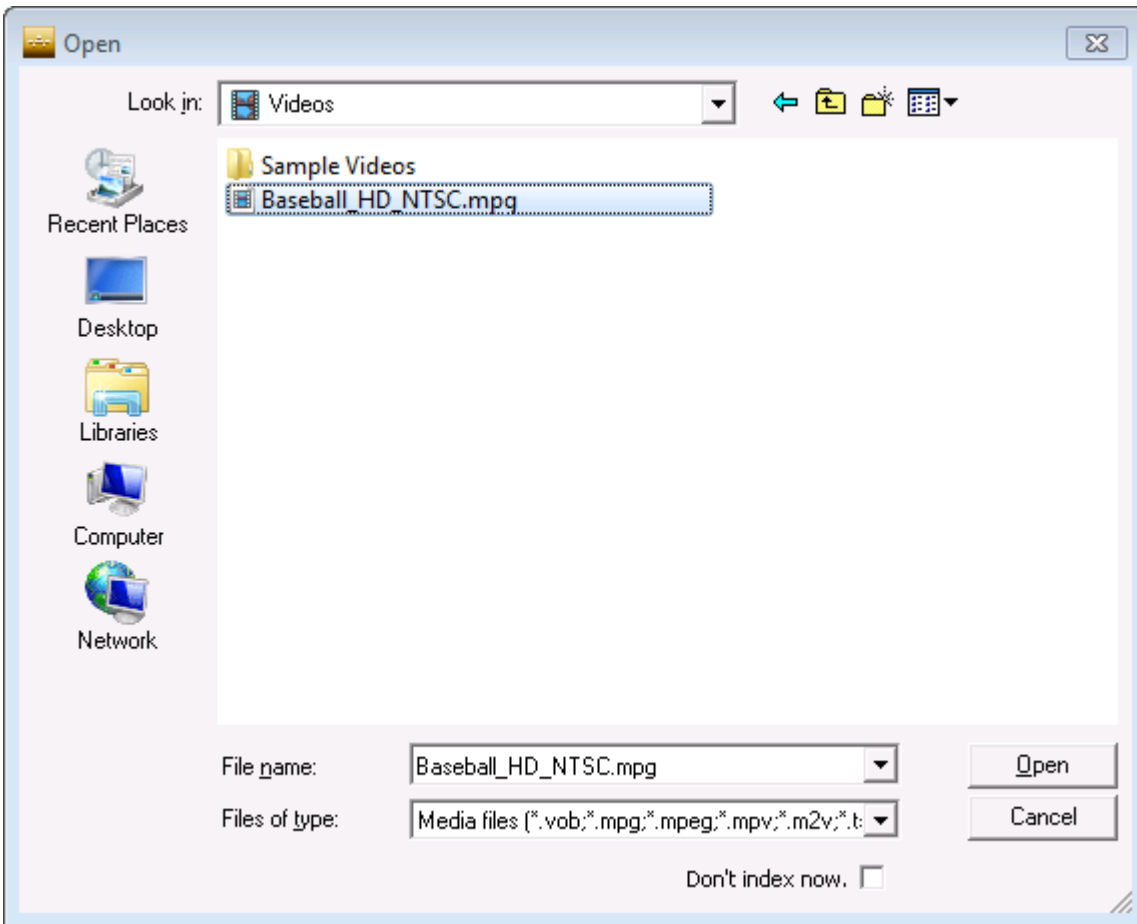 Open
Look in: Videos
Sample Videos
Baseball_HD_NTSC.mpg
Recent Places
Desktop
Libraries
Computer
Network
File name: Baseball_HD_NTSC.mpg Open
Files of type: Media files (*.vob;*.mpg;*.mpeg;*.mpv;*.m2v;*.t Cancel
Don't index now.